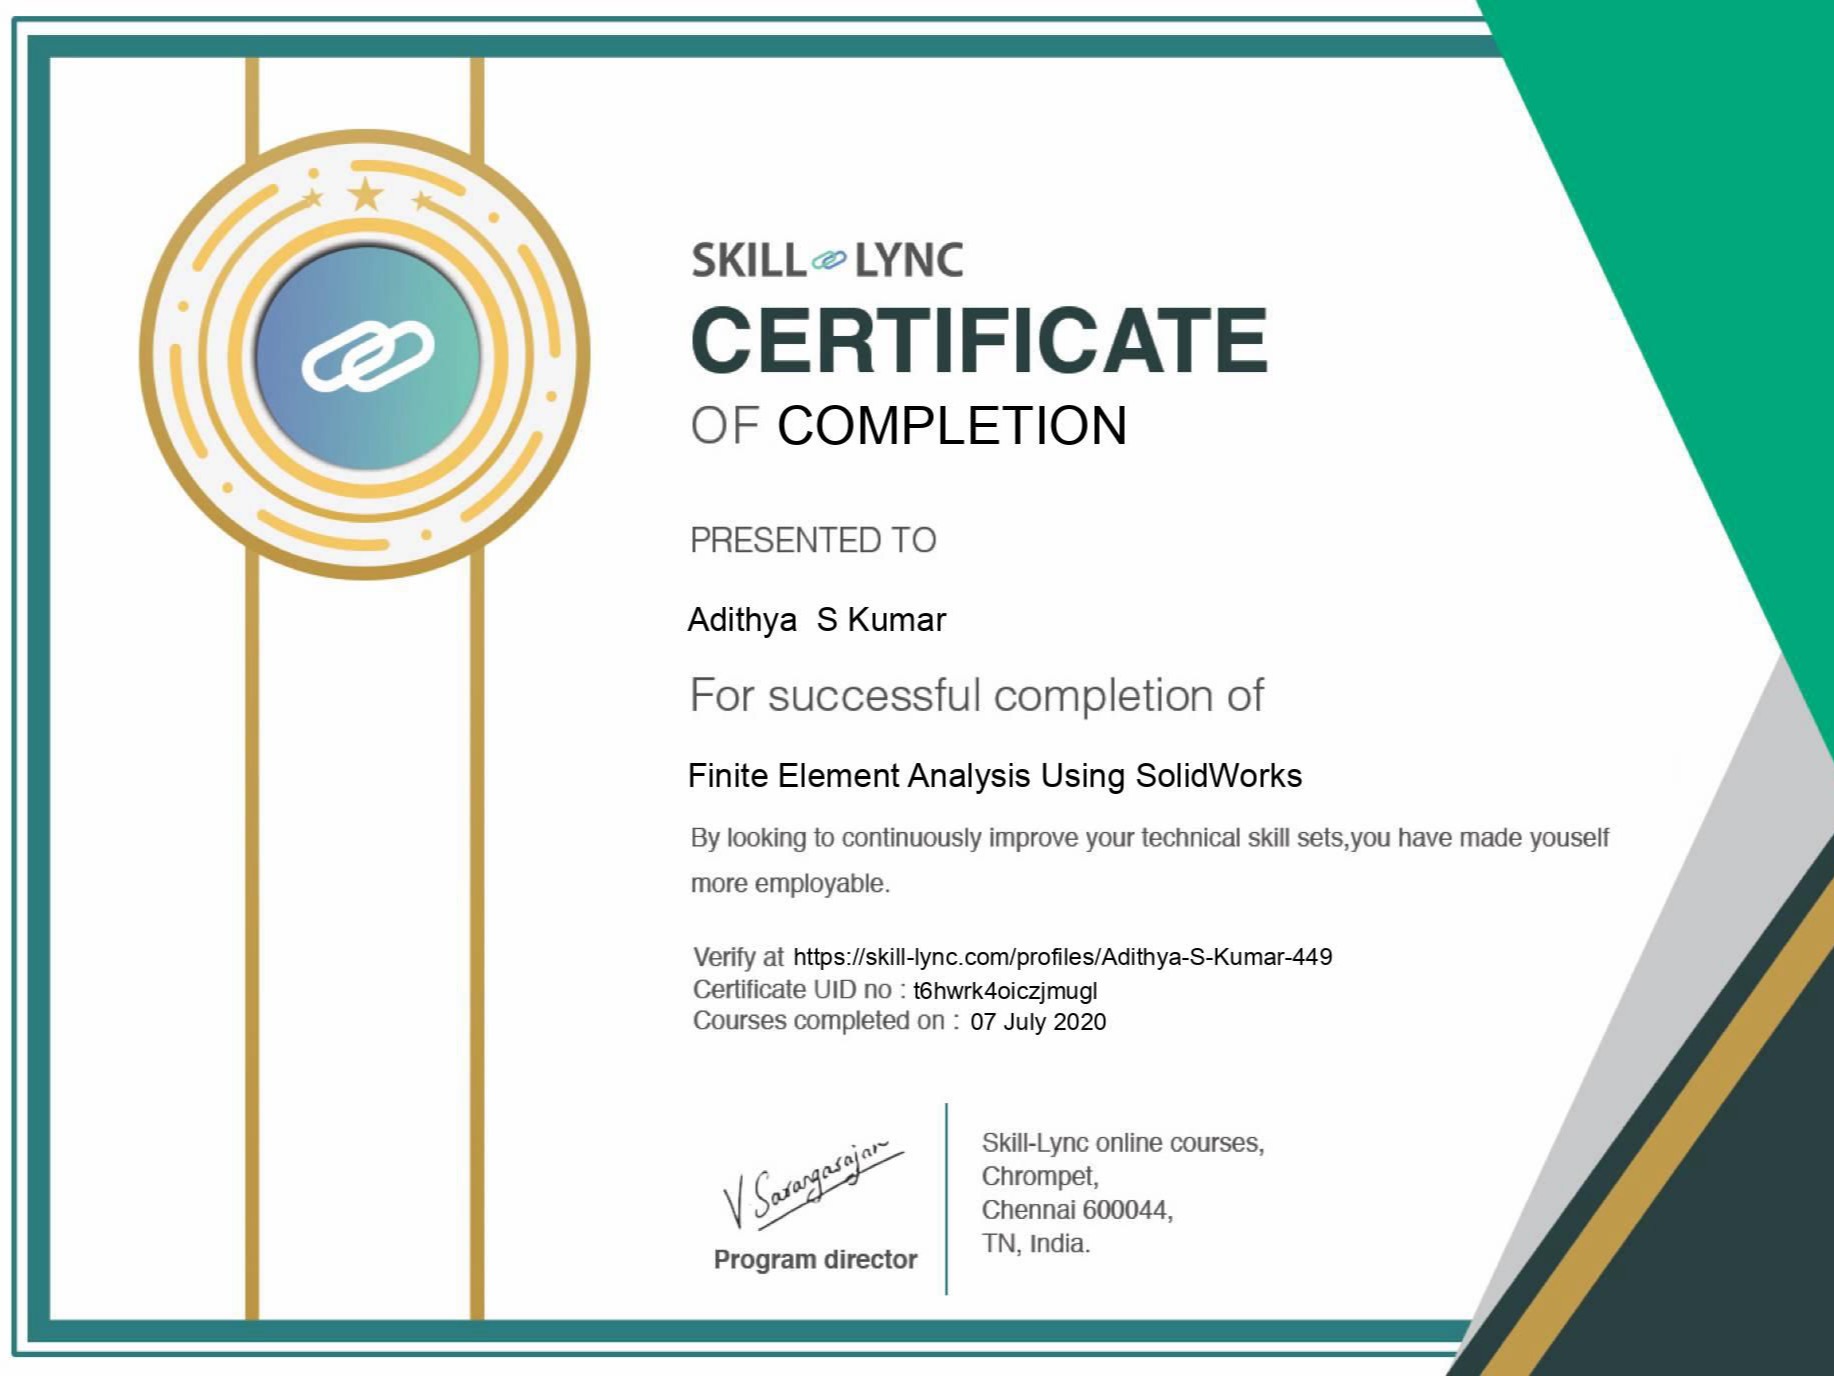 SKILL LYNC
CERTIFICATE
OF COMPLETION
PRESENTED TO
Adithya  S Kumar
For successful completion of
Finite Element Analysis Using SolidWorks
By looking to continuously improve your technical skill sets,you have made youself
more employable.
Verify at https://skill-lync.com/profiles/Adithya-S-Kumar-449
Certificate UID no : t6hwrk4oiczjmugl
Courses completed on : 07 July 2020
V Sarangarajan
Program director
Skill-Lync online courses,
Chrompet,
Chennai 600044,
TN, India.